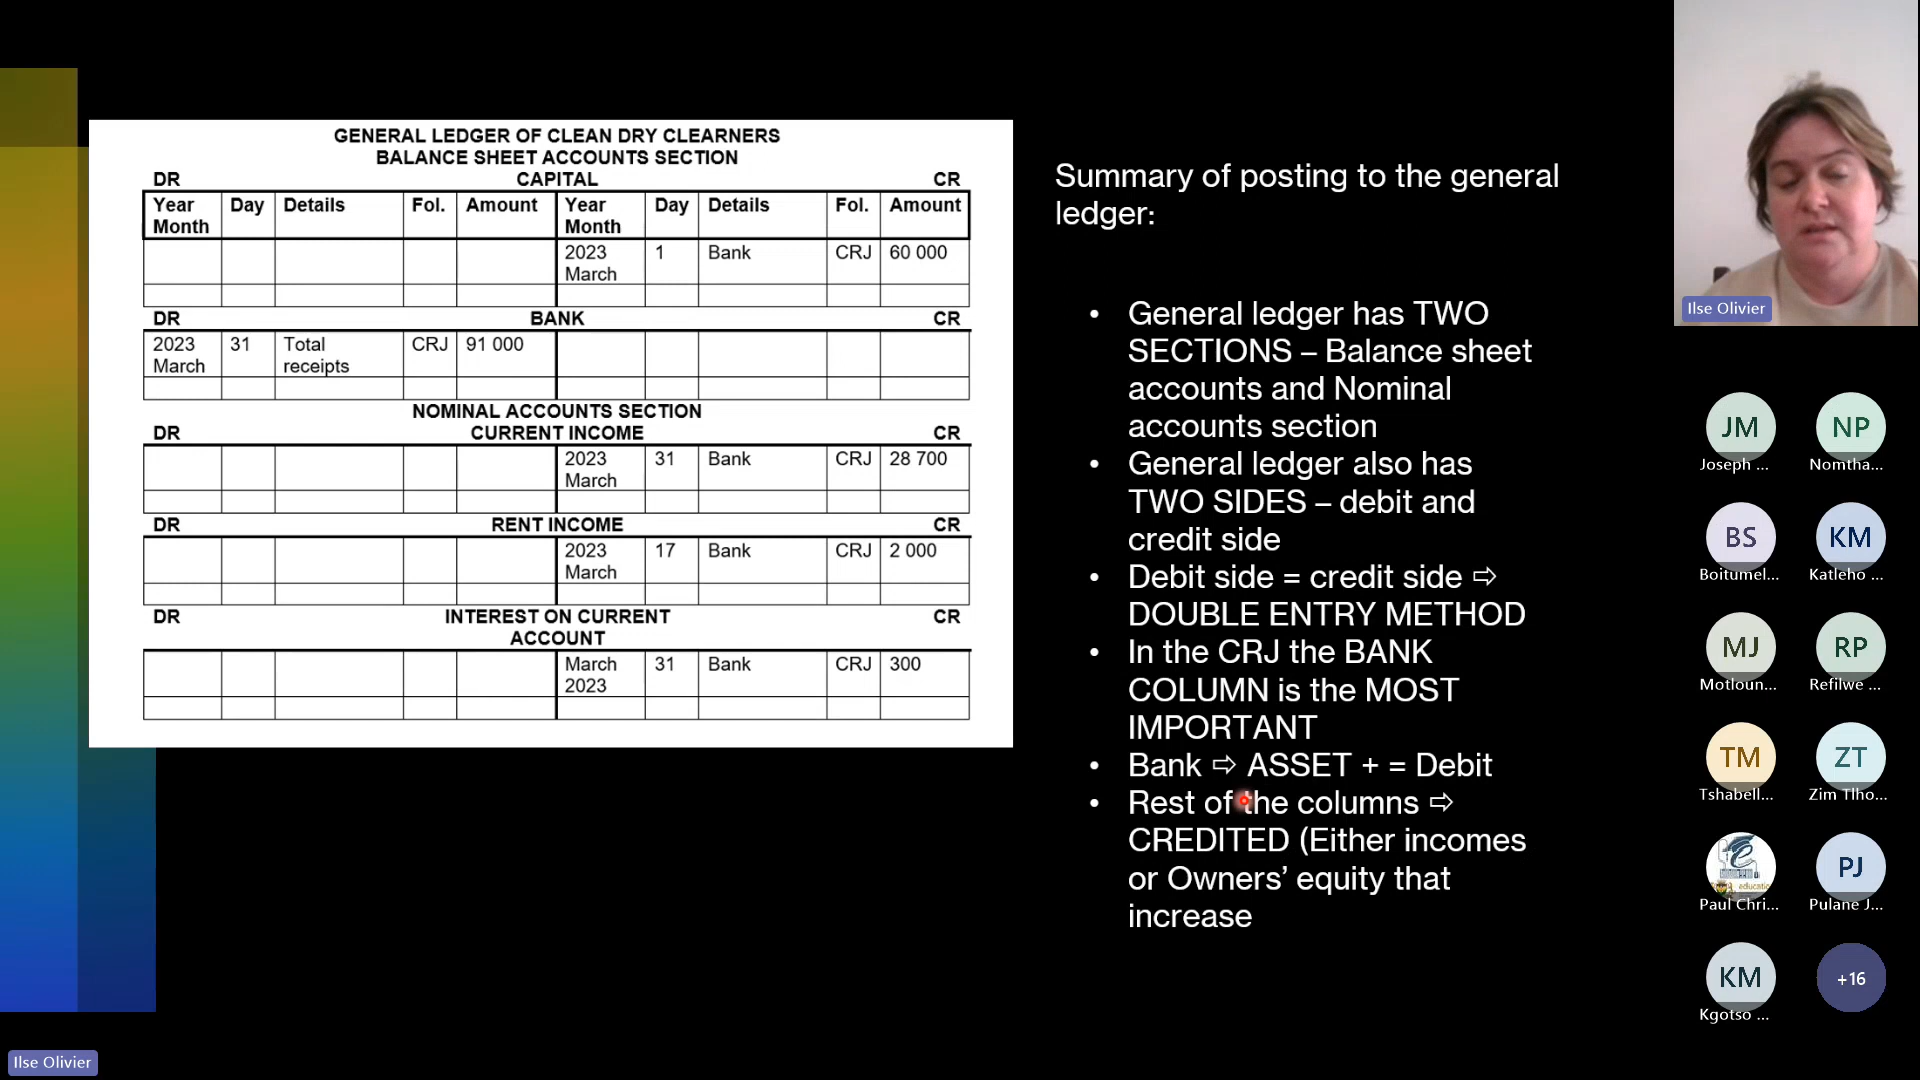 GENERAL LEDGER OF CLEAN DRY CLEARNERS
BALANCE SHEET ACCOUNTS SECTION
DR CAPITAL CR
Year Month Day Details Fol. Amount Year Month Day Details Fol. Amount
2023 March 1 Bank CRJ 60 000
DR BANK CR
2023 March 31 Total receipts CRJ 91 000
NOMINAL ACCOUNTS SECTION
DR CURRENT INCOME CR
2023 March 31 Bank CRJ 28 700
DR RENT INCOME CR
2023 March 17 Bank CRJ 2 000
DR INTEREST ON CURRENT ACCOUNT CR
March 2023 31 Bank CRJ 300
Summary of posting to the general
ledger:
• General ledger has TWO
SECTIONS – Balance sheet
accounts and Nominal
accounts section
• General ledger also has
TWO SIDES – debit and
credit side
• Debit side = credit side ⇨
DOUBLE ENTRY METHOD
• In the CRJ the BANK
COLUMN is the MOST
IMPORTANT
• Bank ⇨ ASSET + = Debit
• Rest of the columns ⇨
CREDITED (Either incomes
or Owners’ equity that
increase
Ilse Olivier
JM NP
Joseph ... Nomtha...
BS KM
Boitumel... Katleho ...
MJ RP
Motloun... Refilwe ...
TM ZT
Tshabell... Zim Tlho...
PJ
Paul Chri... Pulane J...
KM +16
Kgotso ...
Ilse Olivier